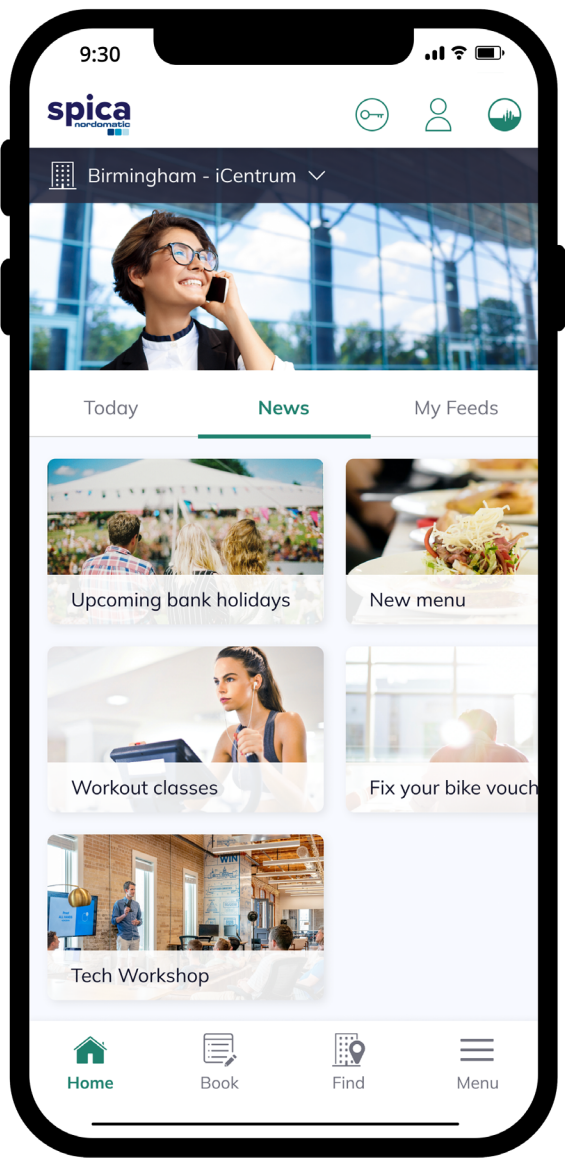 9:30
spica
nordomatic
Birmingham - iCentrum
Today News My Feeds
Upcoming bank holidays
New menu
Workout classes
Fix your bike vouch
WIN
Tech Workshop
Home Book Find Menu